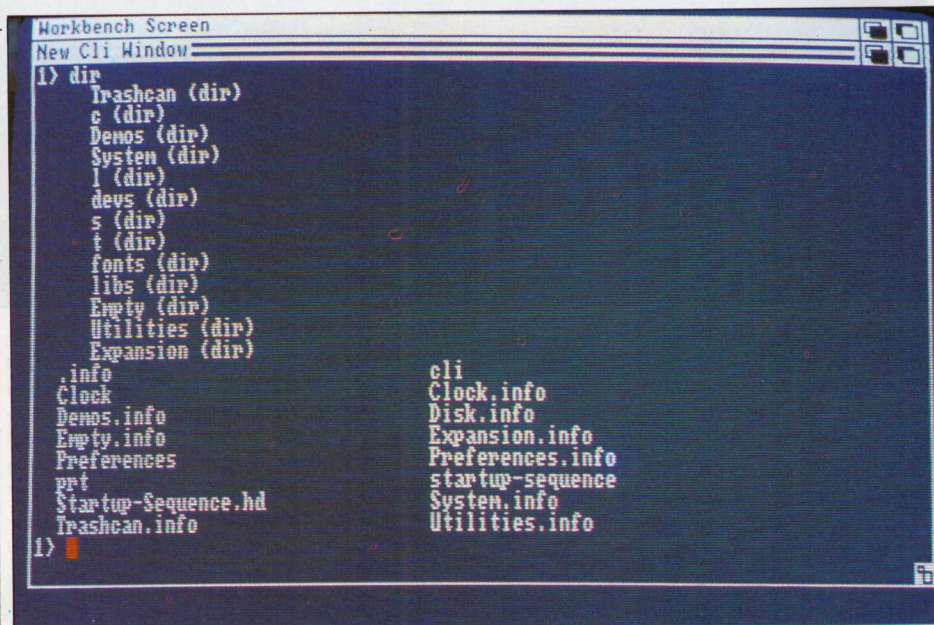 Workbench Screen
New Cli Window
1> dir
Trashcan (dir)
c (dir)
Demos (dir)
System (dir)
l (dir)
devs (dir)
s (dir)
t (dir)
fonts (dir)
libs (dir)
Empty (dir)
Utilities (dir)
Expansion (dir)
.info cli
Clock Clock.info
Demos.info Disk.info
Empty.info Expansion.info
Preferences Preferences.info
prt startup-sequence
Startup-Sequence.hd System.info
Trashcan.info Utilities.info
1>